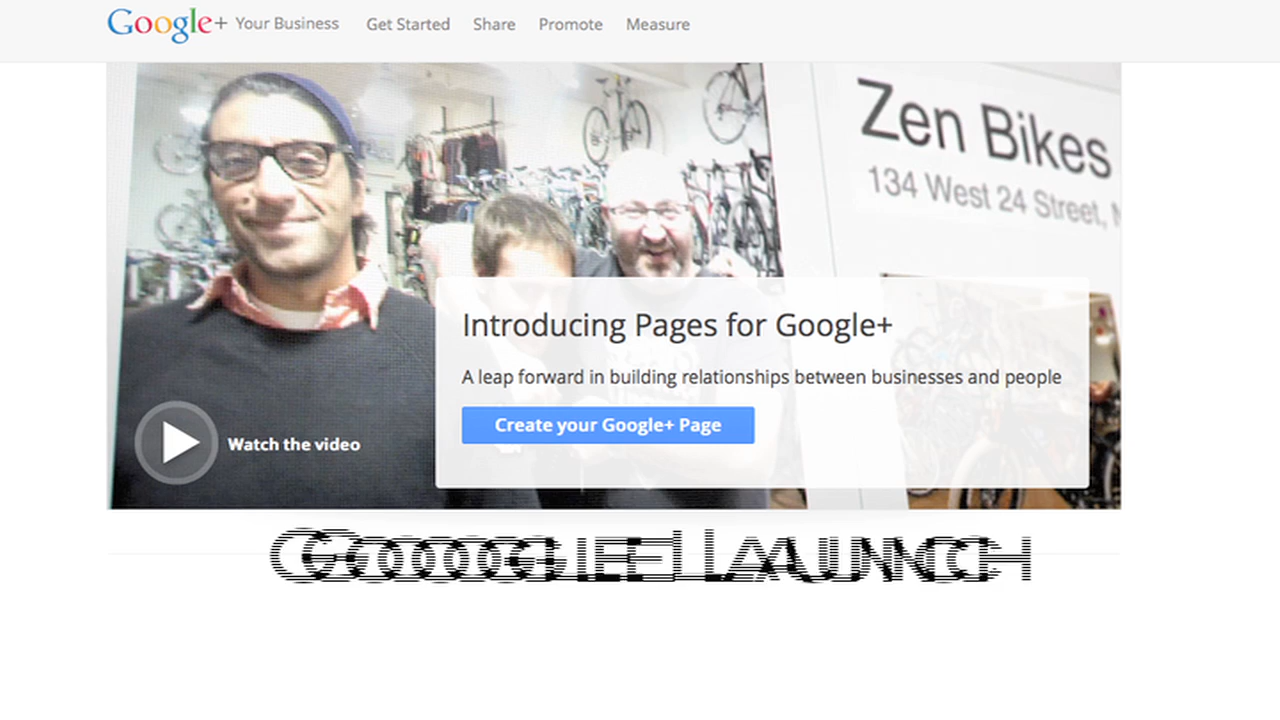 Google+ Your Business Get Started Share Promote Measure
Zen Bikes
134 West 24 Street,
Introducing Pages for Google+
A leap forward in building relationships between businesses and people
Create your Google+ Page
Watch the video